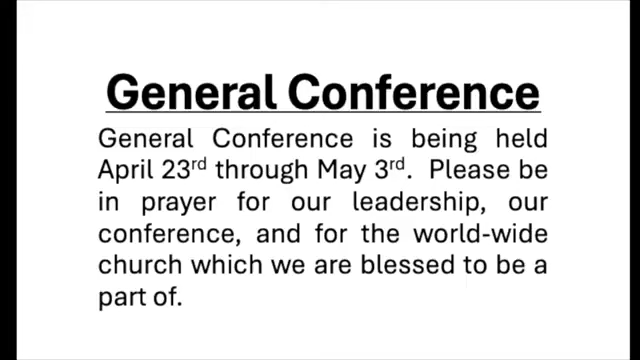 General Conference
General Conference is being held
April 23rd through May 3rd. Please be
in prayer for our leadership, our
conference, and for the world-wide
church which we are blessed to be a
part of.